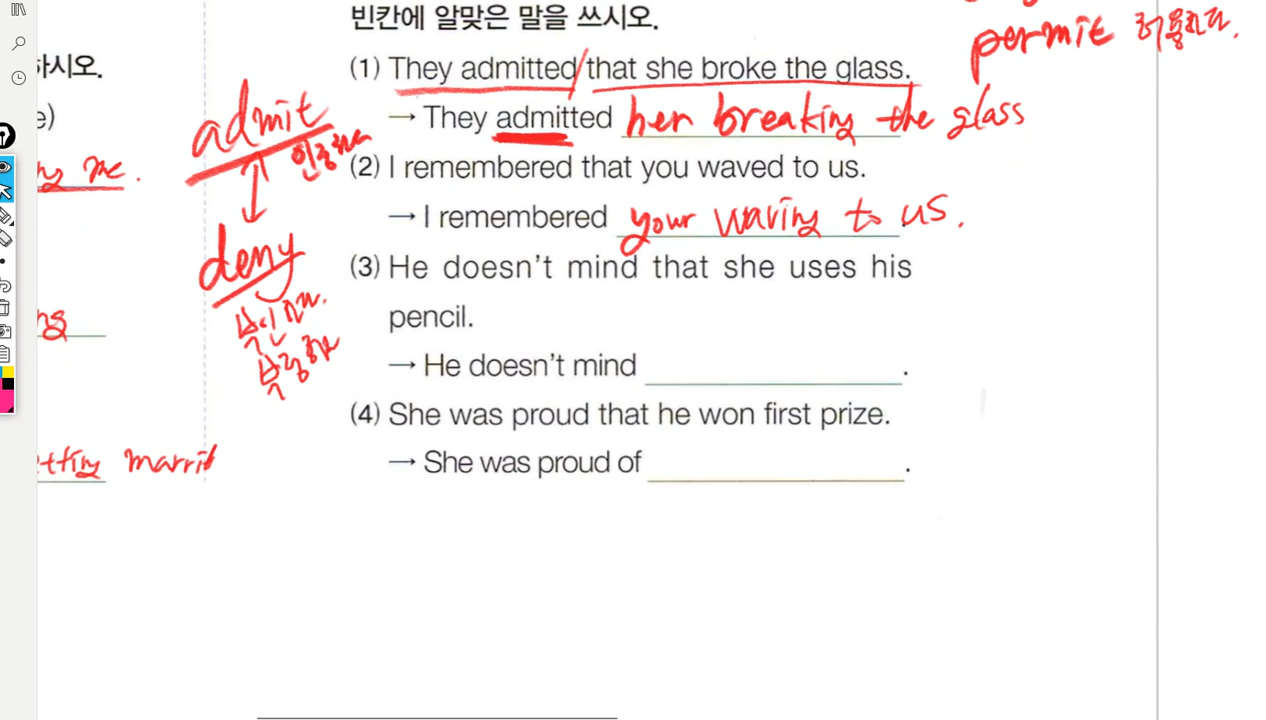 빈칸에 알맞은 말을 쓰시오.
permit 허용하다.
하시오.
(1) They admitted/that she broke the glass.
admit
e)
→ They admitted her breaking the glass
인정하다
ng me.
(2) I remembered that you waved to us.
→ I remembered your waving to us.
deny
(3) He doesn't mind that she uses his
pencil.
부인하다.
ng
부정하다
→ He doesn't mind .
(4) She was proud that he won first prize.
etting married
→ She was proud of .